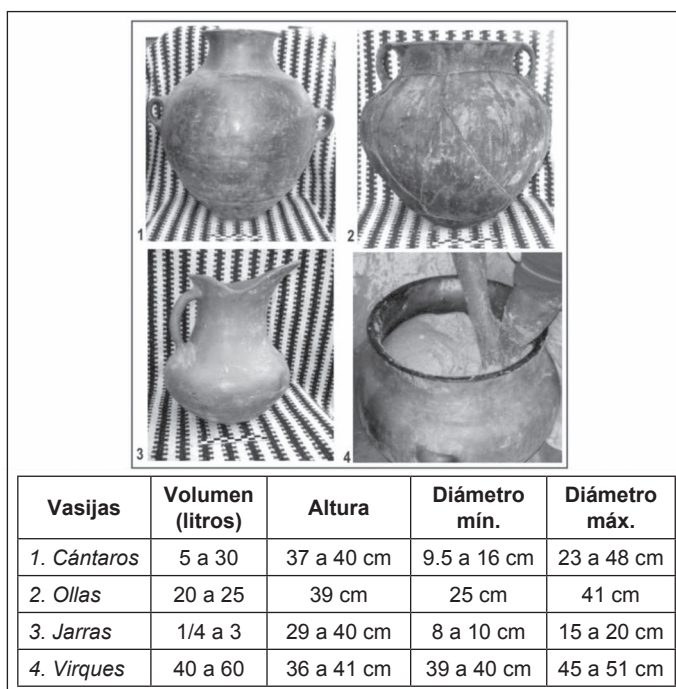 1
2
3
4
Vasijas Volumen (litros) Altura Diámetro mín. Diámetro máx.
1. Cántaros 5 a 30 37 a 40 cm 9.5 a 16 cm 23 a 48 cm
2. Ollas 20 a 25 39 cm 25 cm 41 cm
3. Jarras 1/4 a 3 29 a 40 cm 8 a 10 cm 15 a 20 cm
4. Virques 40 a 60 36 a 41 cm 39 a 40 cm 45 a 51 cm